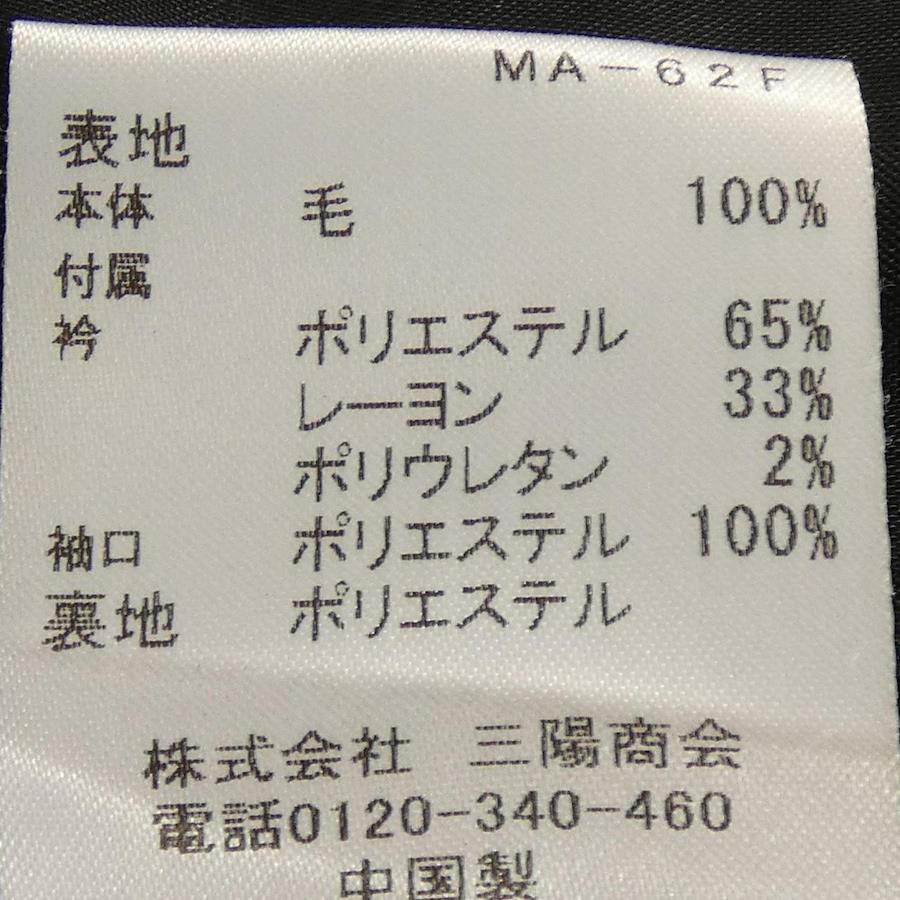 MA-62F
表地
本体 毛 100%
付属
衿 ポリエステル 65%
レーヨン 33%
ポリウレタン 2%
袖口 ポリエステル 100%
裏地 ポリエステル
株式会社 三陽商会
電話0120-340-460
中国製